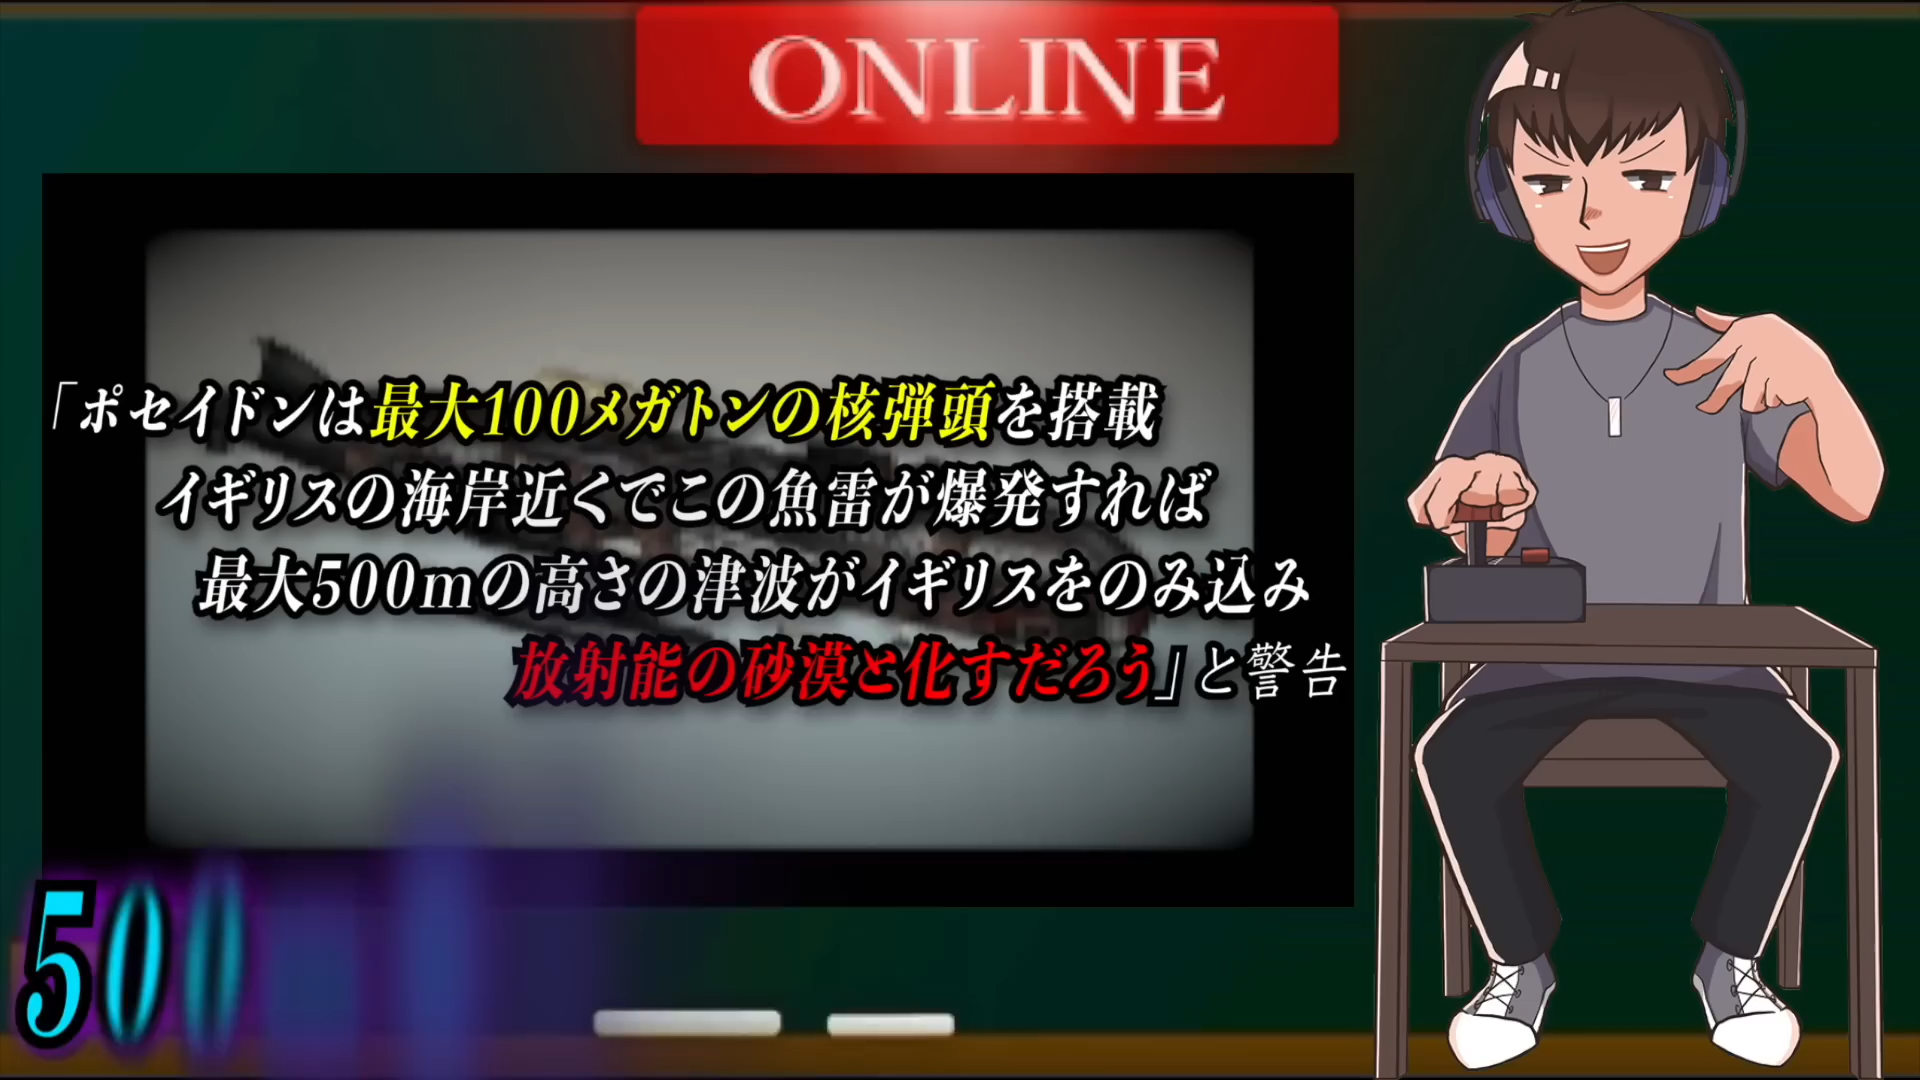 ONLINE
「ポセイドンは最大100メガトンの核弾頭を搭載
イギリスの海岸近くでこの魚雷が爆発すれば
最大500mの高さの津波がイギリスをのみ込み
放射能の砂漠と化すだろう」と警告
500